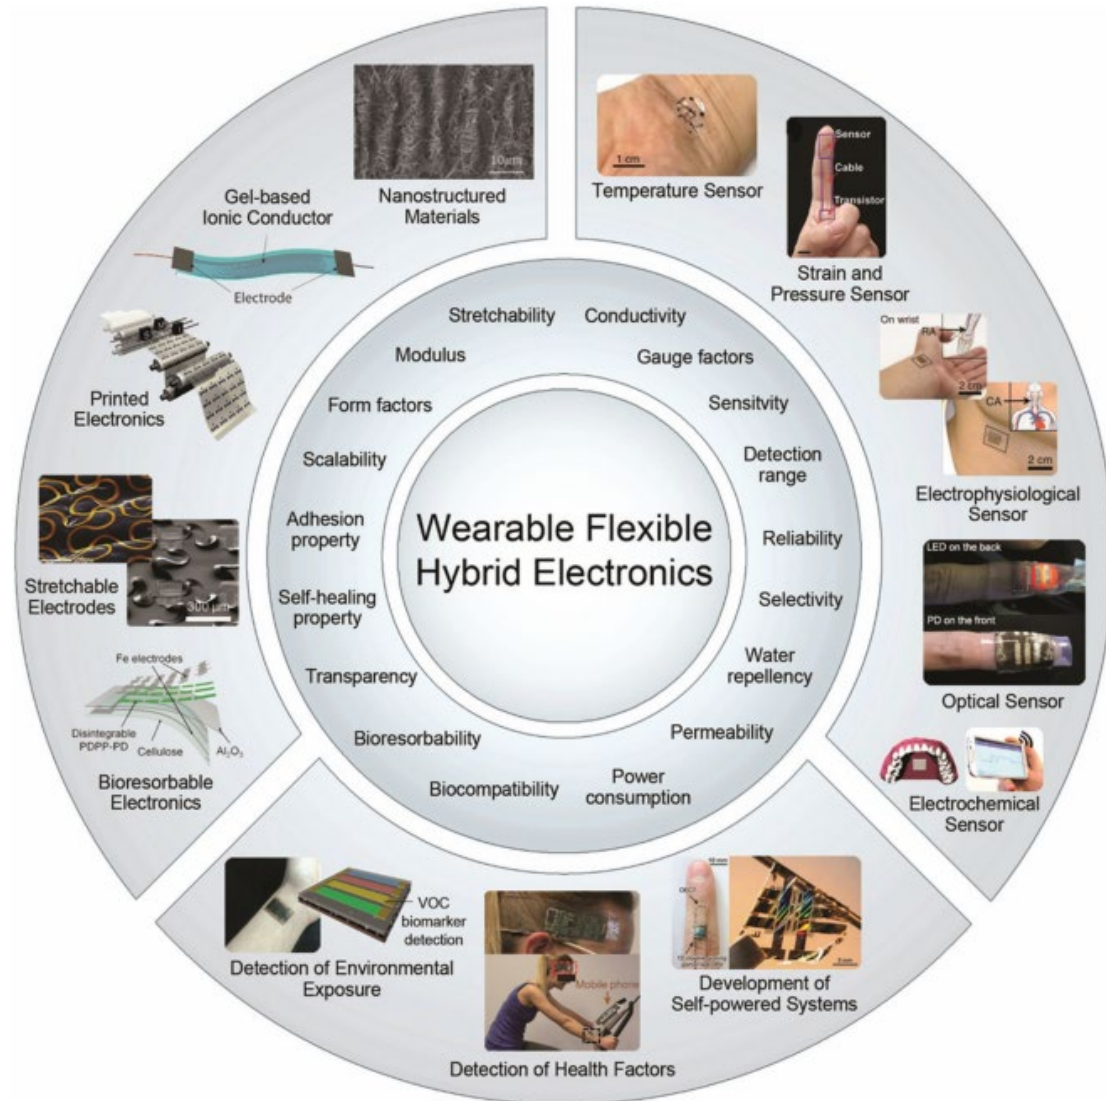 10μm
Nanostructured
Materials
Gel-based
Ionic Conductor
Electrode
Printed
Electronics
Stretchable
Electrodes
300 μm
Fe electrodes
Disintegrable
PDPP-PD
Cellulose
Al₂O₃
Bioresorbable
Electronics
1 cm
Temperature Sensor
Sensor
Cable
Transistor
Strain and
Pressure Sensor
On wrist
RA
2 cm
CA
2 cm
Electrophysiological
Sensor
LED on the back
PD on the front
Optical Sensor
Electrochemical
Sensor
Stretchability
Conductivity
Modulus
Gauge factors
Form factors
Sensitvity
Scalability
Detection
range
Adhesion
property
Reliability
Self-healing
property
Selectivity
Transparency
Water
repellency
Bioresorbability
Permeability
Biocompatibility
Power
consumption
Wearable Flexible
Hybrid Electronics
VOC
biomarker
detection
Detection of Environmental
Exposure
Mobile phone
Detection of Health Factors
10 mm
OECT
Development of
Self-powered Systems